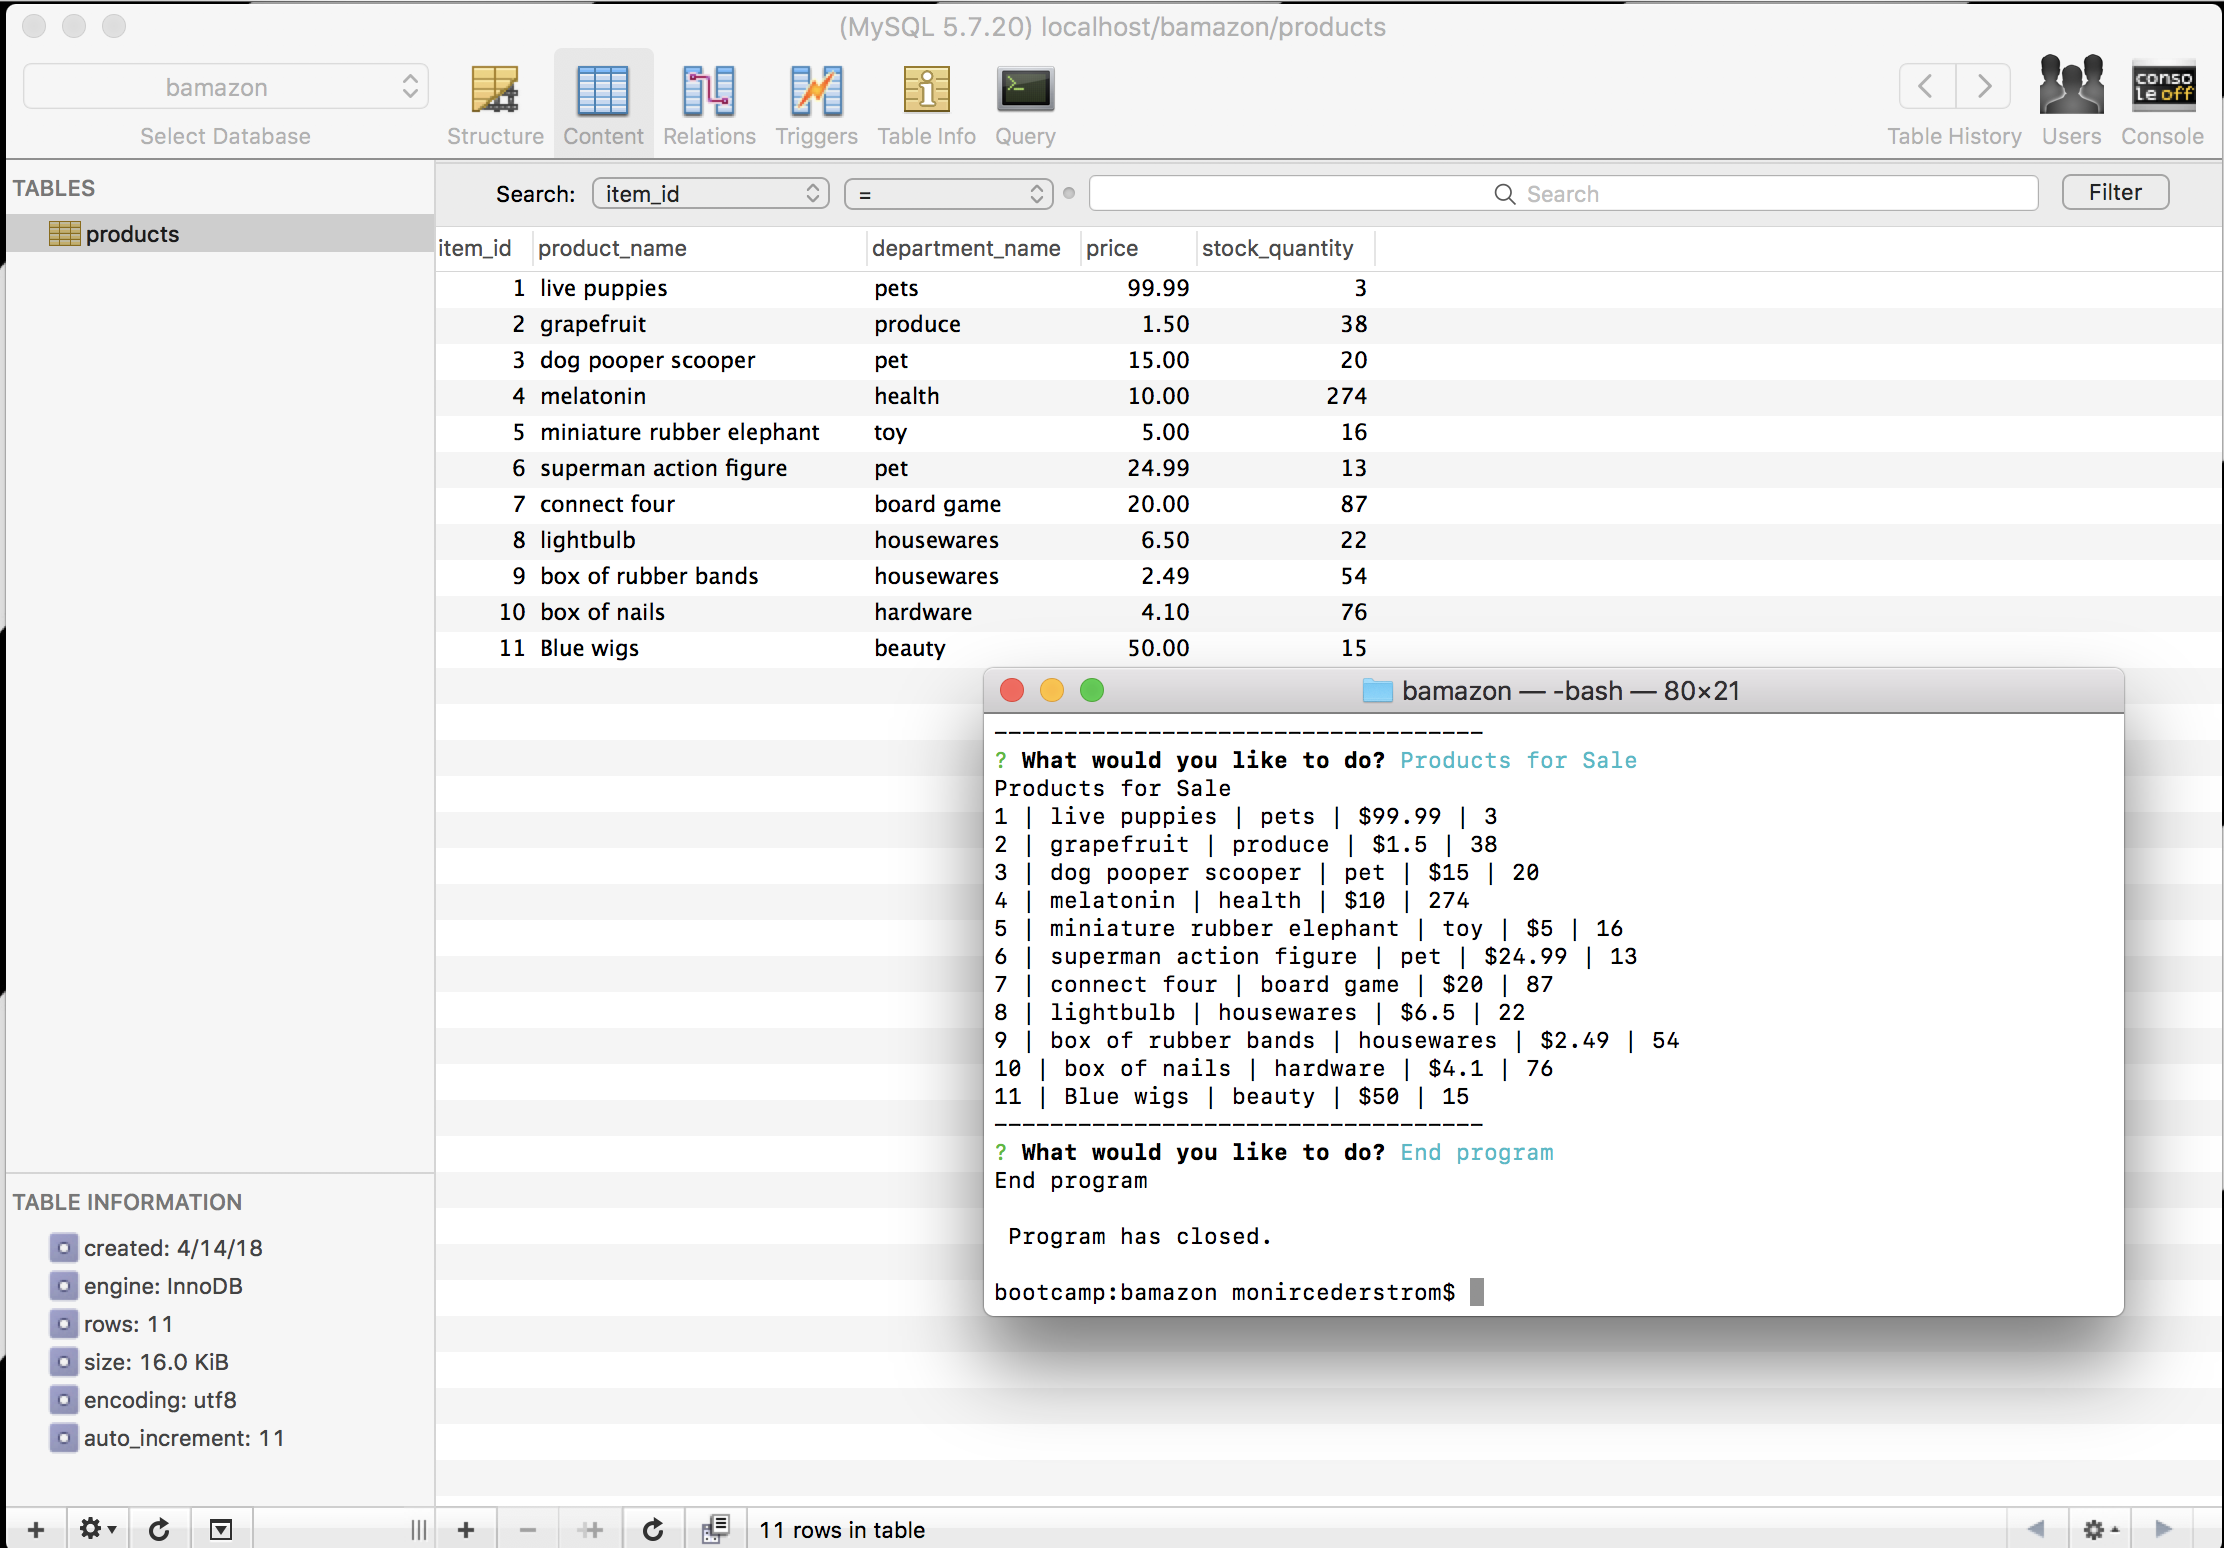 (MySQL 5.7.20) localhost/bamazon/products
bamazon
Select Database
Structure
Content
Relations
Triggers
Table Info
Query
Table History
Users
conso
le off
Console
TABLES
products
Search: item_id = Search Filter
item_id product_name department_name price stock_quantity
1 live puppies pets 99.99 3
2 grapefruit produce 1.50 38
3 dog pooper scooper pet 15.00 20
4 melatonin health 10.00 274
5 miniature rubber elephant toy 5.00 16
6 superman action figure pet 24.99 13
7 connect four board game 20.00 87
8 lightbulb housewares 6.50 22
9 box of rubber bands housewares 2.49 54
10 box of nails hardware 4.10 76
11 Blue wigs beauty 50.00 15
bamazon — -bash — 80×21
-----------------------------------
? What would you like to do? Products for Sale
Products for Sale
1 | live puppies | pets | $99.99 | 3
2 | grapefruit | produce | $1.5 | 38
3 | dog pooper scooper | pet | $15 | 20
4 | melatonin | health | $10 | 274
5 | miniature rubber elephant | toy | $5 | 16
6 | superman action figure | pet | $24.99 | 13
7 | connect four | board game | $20 | 87
8 | lightbulb | housewares | $6.5 | 22
9 | box of rubber bands | housewares | $2.49 | 54
10 | box of nails | hardware | $4.1 | 76
11 | Blue wigs | beauty | $50 | 15
-----------------------------------
? What would you like to do? End program
End program
Program has closed.
bootcamp:bamazon monircederstrom$
TABLE INFORMATION
created: 4/14/18
engine: InnoDB
rows: 11
size: 16.0 KiB
encoding: utf8
auto_increment: 11
11 rows in table